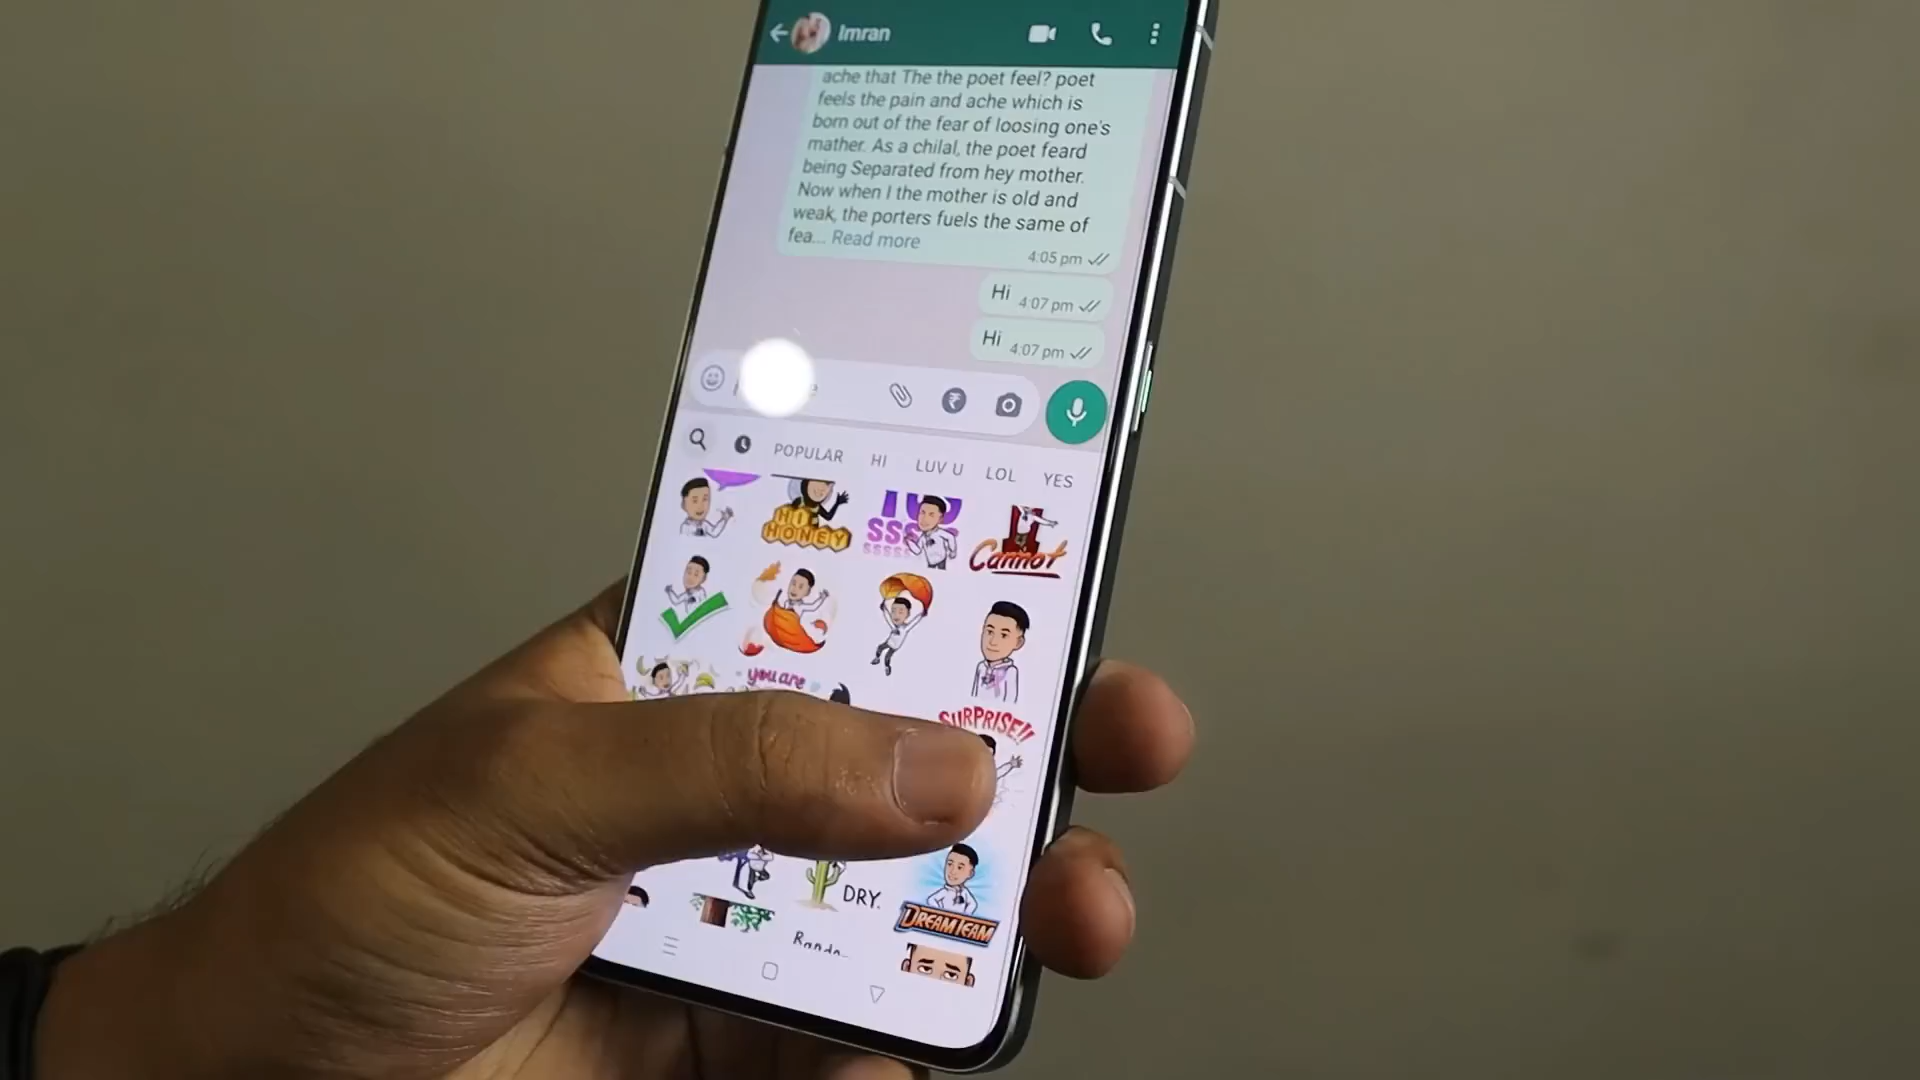 Imran
ache that The the poet feel? poet
feels the pain and ache which is
born out of the fear of loosing one's
mather. As a chilal, the poet feard
being Separated from hey mother.
Now when I the mother is old and
weak, the porters fuels the same of
fea... Read more
4:05 pm
Hi 4:07 pm
Hi 4:07 pm
POPULAR HI LUV U LOL YES
HONEY
Cannot
you are
SURPRISE!!
DRY.
DREAM TEAM